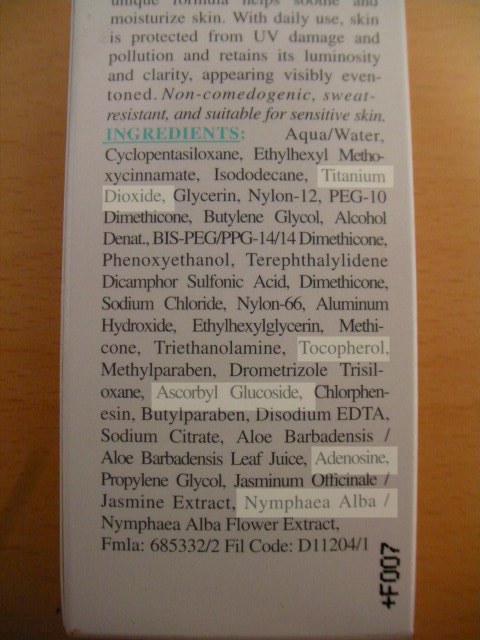 unique formula helps soothe and
moisturize skin. With daily use, skin
is protected from UV damage and
pollution and retains its luminosity
and clarity, appearing visibly even-
toned. Non-comedogenic, sweat-
resistant, and suitable for sensitive skin.
INGREDIENTS: Aqua/Water,
Cyclopentasiloxane, Ethylhexyl Metho-
xycinnamate, Isododecane, Titanium
Dioxide, Glycerin, Nylon-12, PEG-10
Dimethicone, Butylene Glycol, Alcohol
Denat., BIS-PEG/PPG-14/14 Dimethicone,
Phenoxyethanol, Terephthalylidene
Dicamphor Sulfonic Acid, Dimethicone,
Sodium Chloride, Nylon-66, Aluminum
Hydroxide, Ethylhexylglycerin, Methi-
cone, Triethanolamine, Tocopherol,
Methylparaben, Drometrizole Trisil-
oxane, Ascorbyl Glucoside, Chlorphen-
esin, Butylparaben, Disodium EDTA,
Sodium Citrate, Aloe Barbadensis /
Aloe Barbadensis Leaf Juice, Adenosine,
Propylene Glycol, Jasminum Officinale /
Jasmine Extract, Nymphaea Alba /
Nymphaea Alba Flower Extract,
Fmla: 685332/2 Fil Code: D11204/1
+F007